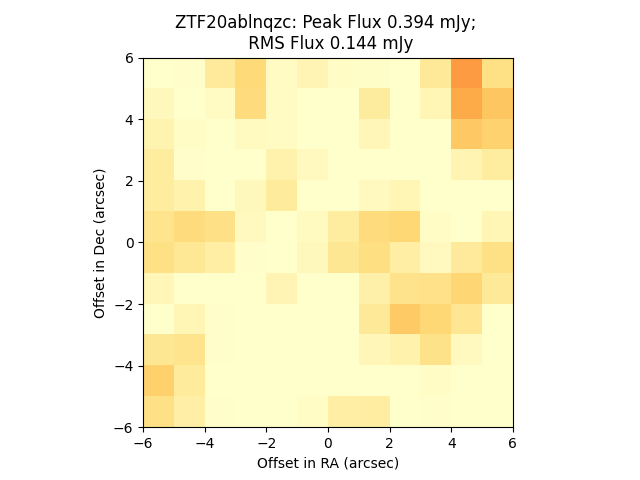 ZTF20ablnqzc: Peak Flux 0.394 mJy;
RMS Flux 0.144 mJy
6
4
2
0
−2
−4
−6
Offset in Dec (arcsec)
−6 −4 −2 0 2 4 6
Offset in RA (arcsec)